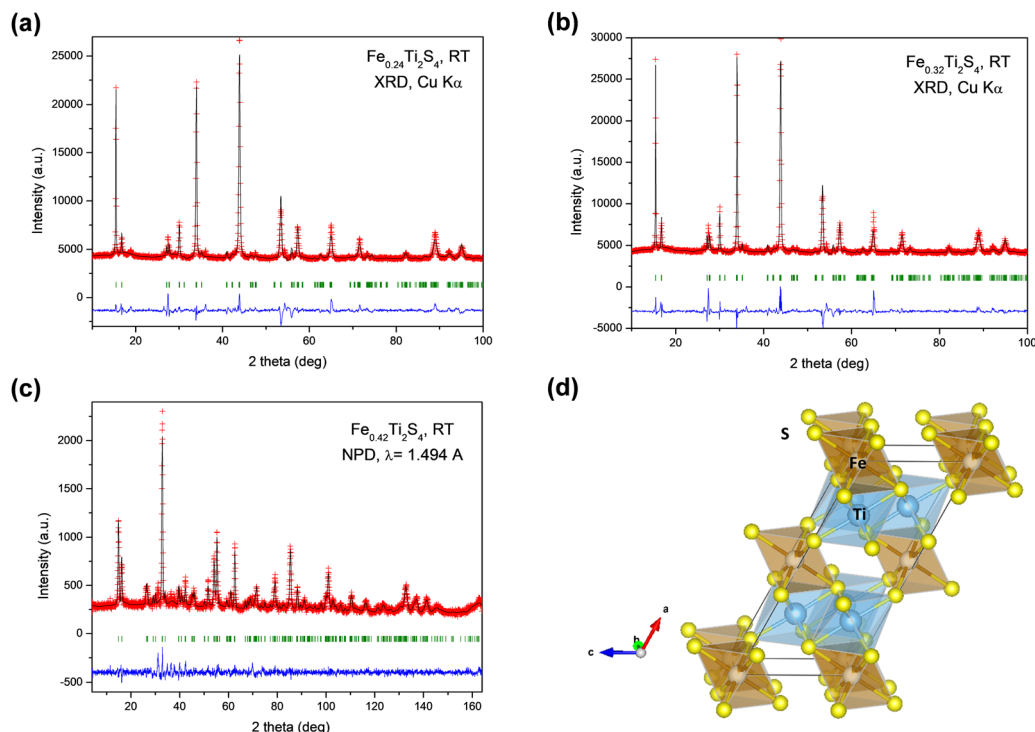 (a)
Fe0.24Ti2S4, RT
XRD, Cu Kα
Intensity (a.u.)
25000
20000
15000
10000
5000
0
20
40
60
80
100
2 theta (deg)
(b)
Fe0.32Ti2S4, RT
XRD, Cu Kα
Intensity (a.u.)
30000
25000
20000
15000
10000
5000
0
-5000
20
40
60
80
100
2 theta (deg)
(c)
Fe0.42Ti2S4, RT
NPD, λ= 1.494 A
Intensity (a.u.)
2000
1500
1000
500
0
-500
20
40
60
80
100
120
140
160
2 theta (deg)
(d)
S
Fe
Ti
a
b
c